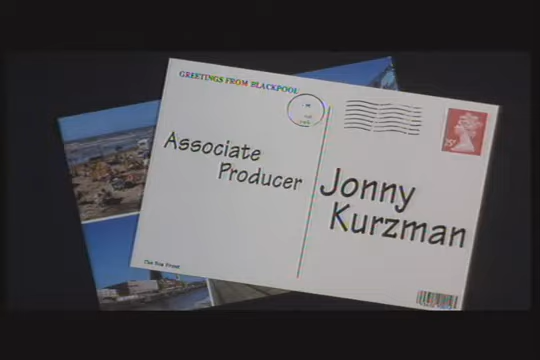 GREETINGS FROM BLACKPOOL
Associate
Producer
Jonny
Kurzman